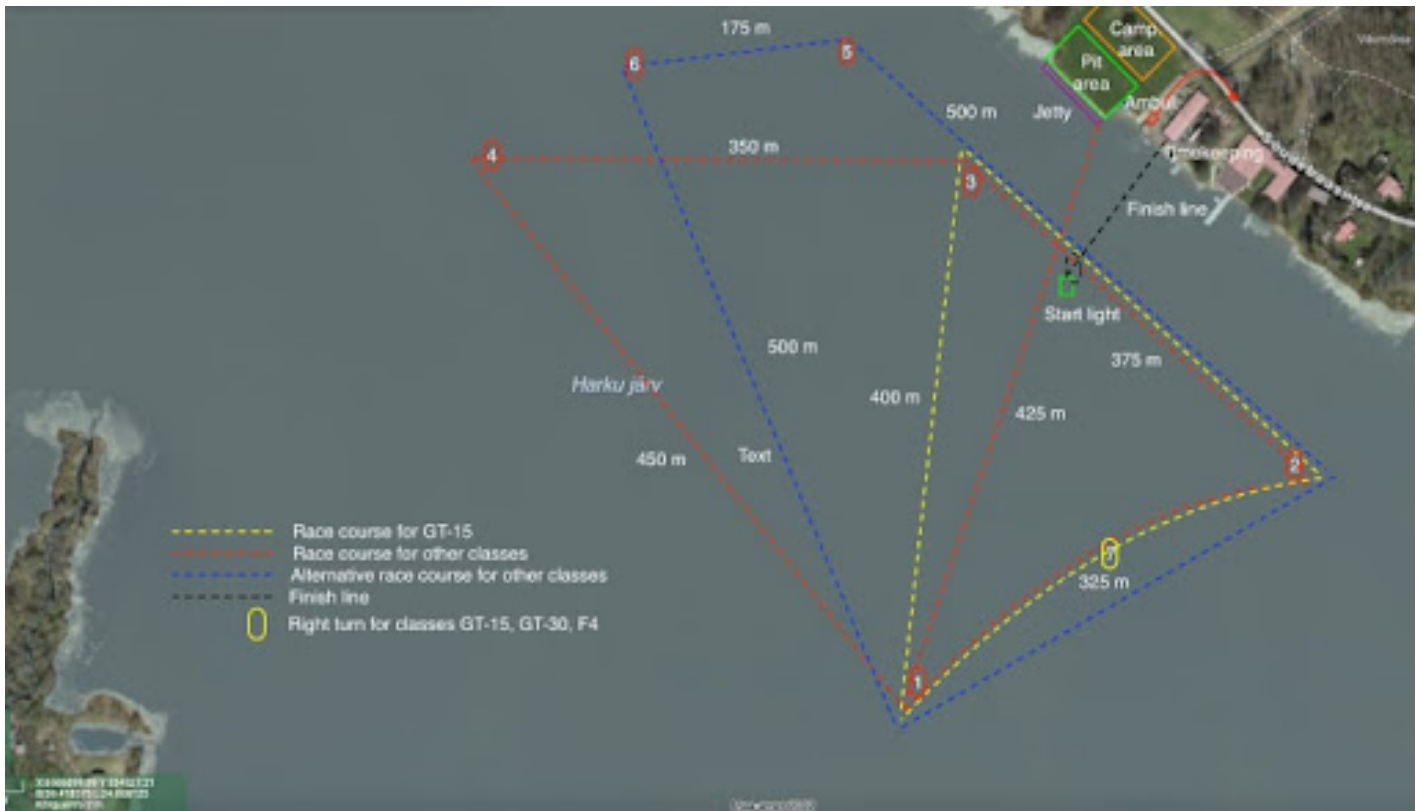 175 m
Camp
area
Pit
area
6
5
500 m
Jetty
4
350 m
3
Finish line
Start light
500 m
375 m
Harku järv
400 m
425 m
450 m
Text
2
325 m
1
Race course for GT-15
Race course for other classes
Alternative race course for other classes
Finish line
Right turn for classes GT-15, GT-30, F4